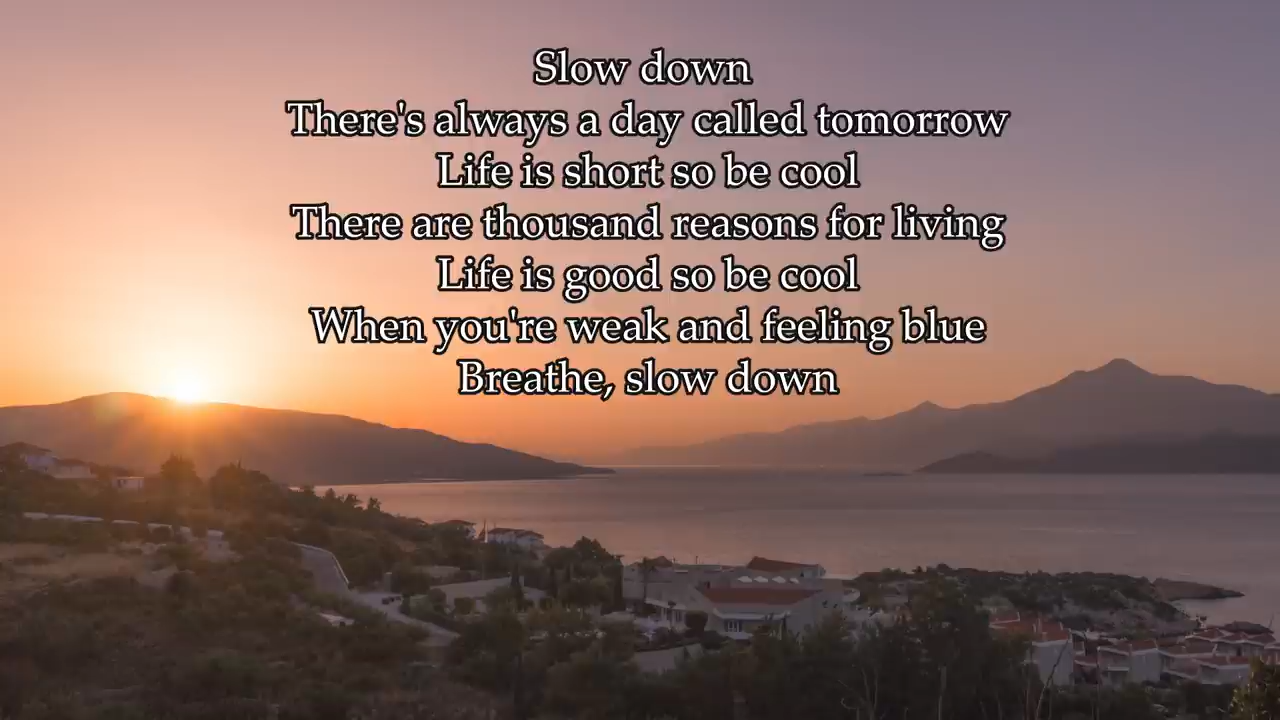 Slow down
There's always a day called tomorrow
Life is short so be cool
There are thousand reasons for living
Life is good so be cool
When you're weak and feeling blue
Breathe, slow down